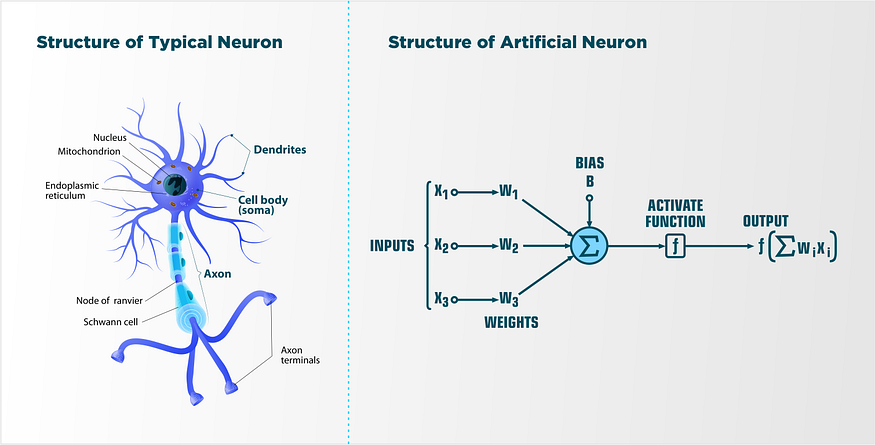 Structure of Typical Neuron
Nucleus
Mitochondrion
Endoplasmic
reticulum
Dendrites
Cell body
(soma)
Axon
Node of ranvier
Schwann cell
Axon
terminals
Structure of Artificial Neuron
BIAS
B
INPUTS
X1 W1
X2 W2
X3 W3
WEIGHTS
Σ
ACTIVATE
FUNCTION
f
OUTPUT
f(ΣWiXi)